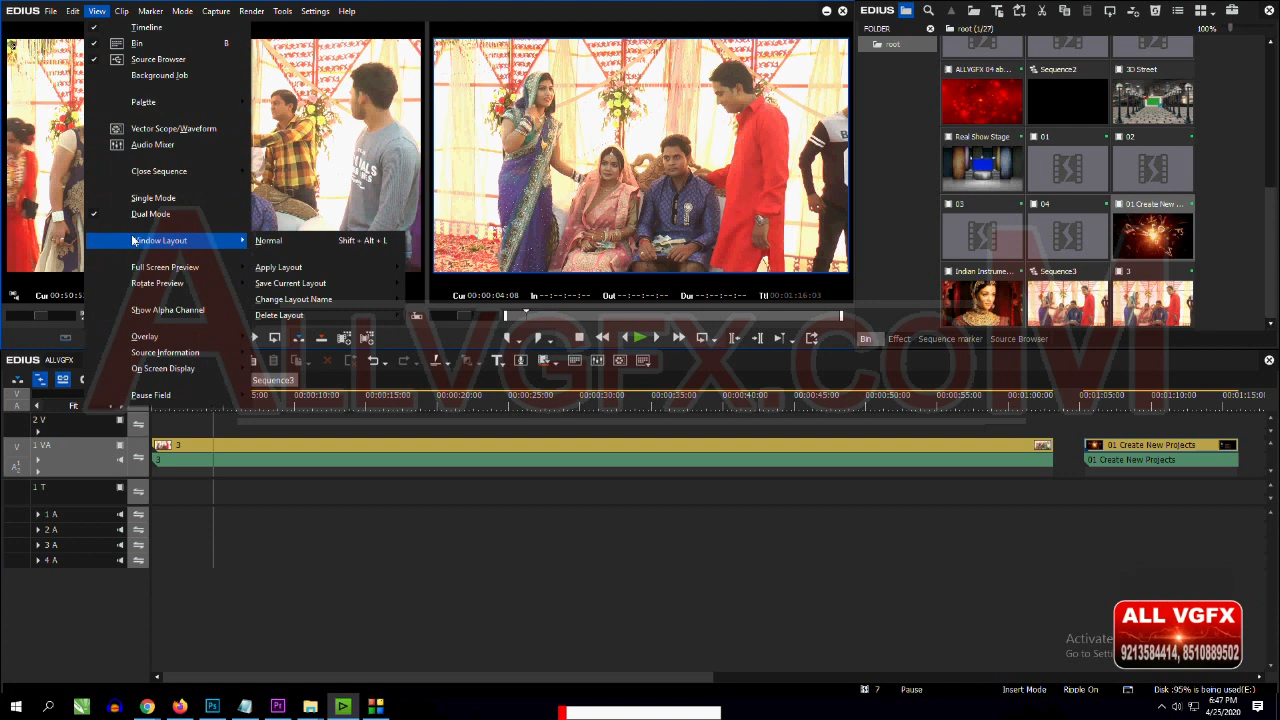 EDIUS File Edit View Clip Marker Mode Capture Render Tools Settings Help
Timeline
Bin B
Source Browser
Background Job
Palette
Vector Scope/Waveform
Audio Mixer
Close Sequence
Single Mode
Dual Mode
Window Layout
Full Screen Preview
Rotate Preview
Show Alpha Channel
Overlay
Source Information
On Screen Display
Pause Field
Normal Shift + Alt + L
Apply Layout
Save Current Layout
Change Layout Name
Delete Layout
Cur 00:00:04:08 In --:--:--:-- Out --:--:--:-- Dur --:--:--:-- Ttl 00:01:16:03
EDIUS
FOLDER
root
root (1/27) 100%
ALLVGFX 04 ab... Sequence2 3D Street
Real Show Stage 01 02
03 04 01 Create New ...
Indian Instrume... Sequence3 3
Bin Effect Sequence marker Source Browser
ALLVGFX.COM
EDIUS ALLVGFX
Sequence3
Fit
00:00:10:00 00:00:15:00 00:00:20:00 00:00:25:00 00:00:30:00 00:00:35:00 00:00:40:00 00:00:45:00 00:00:50:00 00:00:55:00 00:01:00:00 00:01:05:00 00:01:10:00 00:01:15:00
2 V
1 VA
3
01 Create New Projects
3
01 Create New Projects
1 T
1 A
2 A
3 A
4 A
ALL VGFX
9213584414, 8510889502
Activate
Go to Setti
7 Pause Insert Mode Ripple On Disk :95% is being used(E:)
6:47 PM
4/25/2020